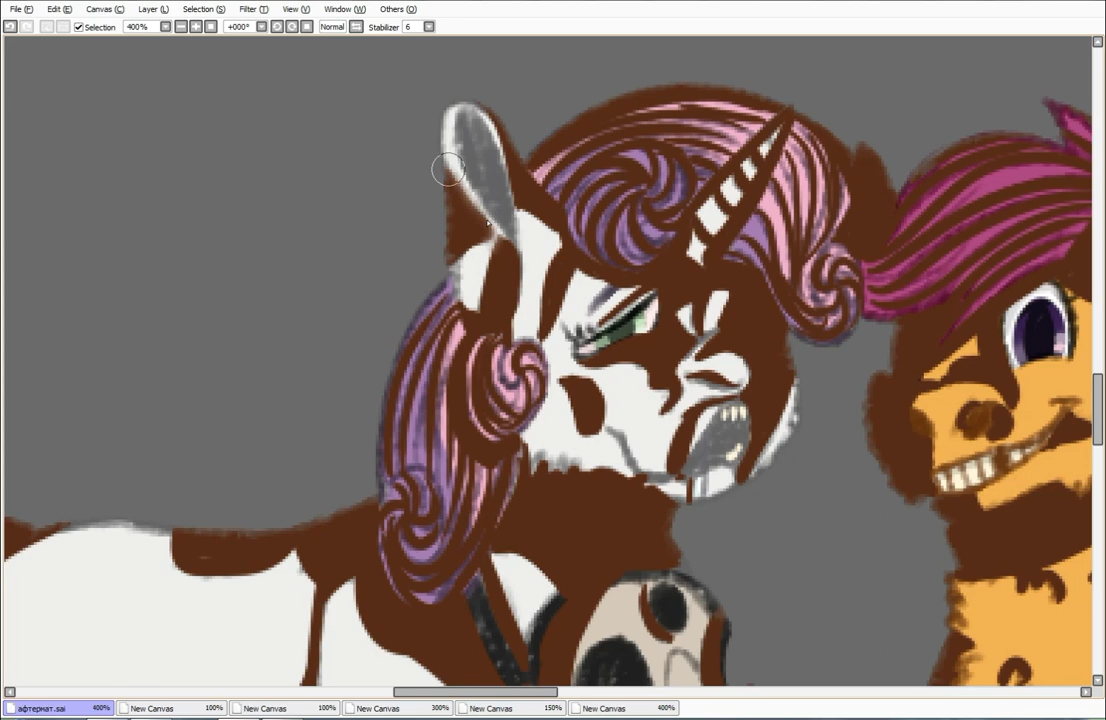 File (F) Edit (E) Canvas (C) Layer (L) Selection (S) Filter (T) View (V) Window (W) Others (O)
Selection 400% +000° Normal Stabilizer 6
афтермат.sai 400% New Canvas 100% New Canvas 100% New Canvas 300% New Canvas 150% New Canvas 400%